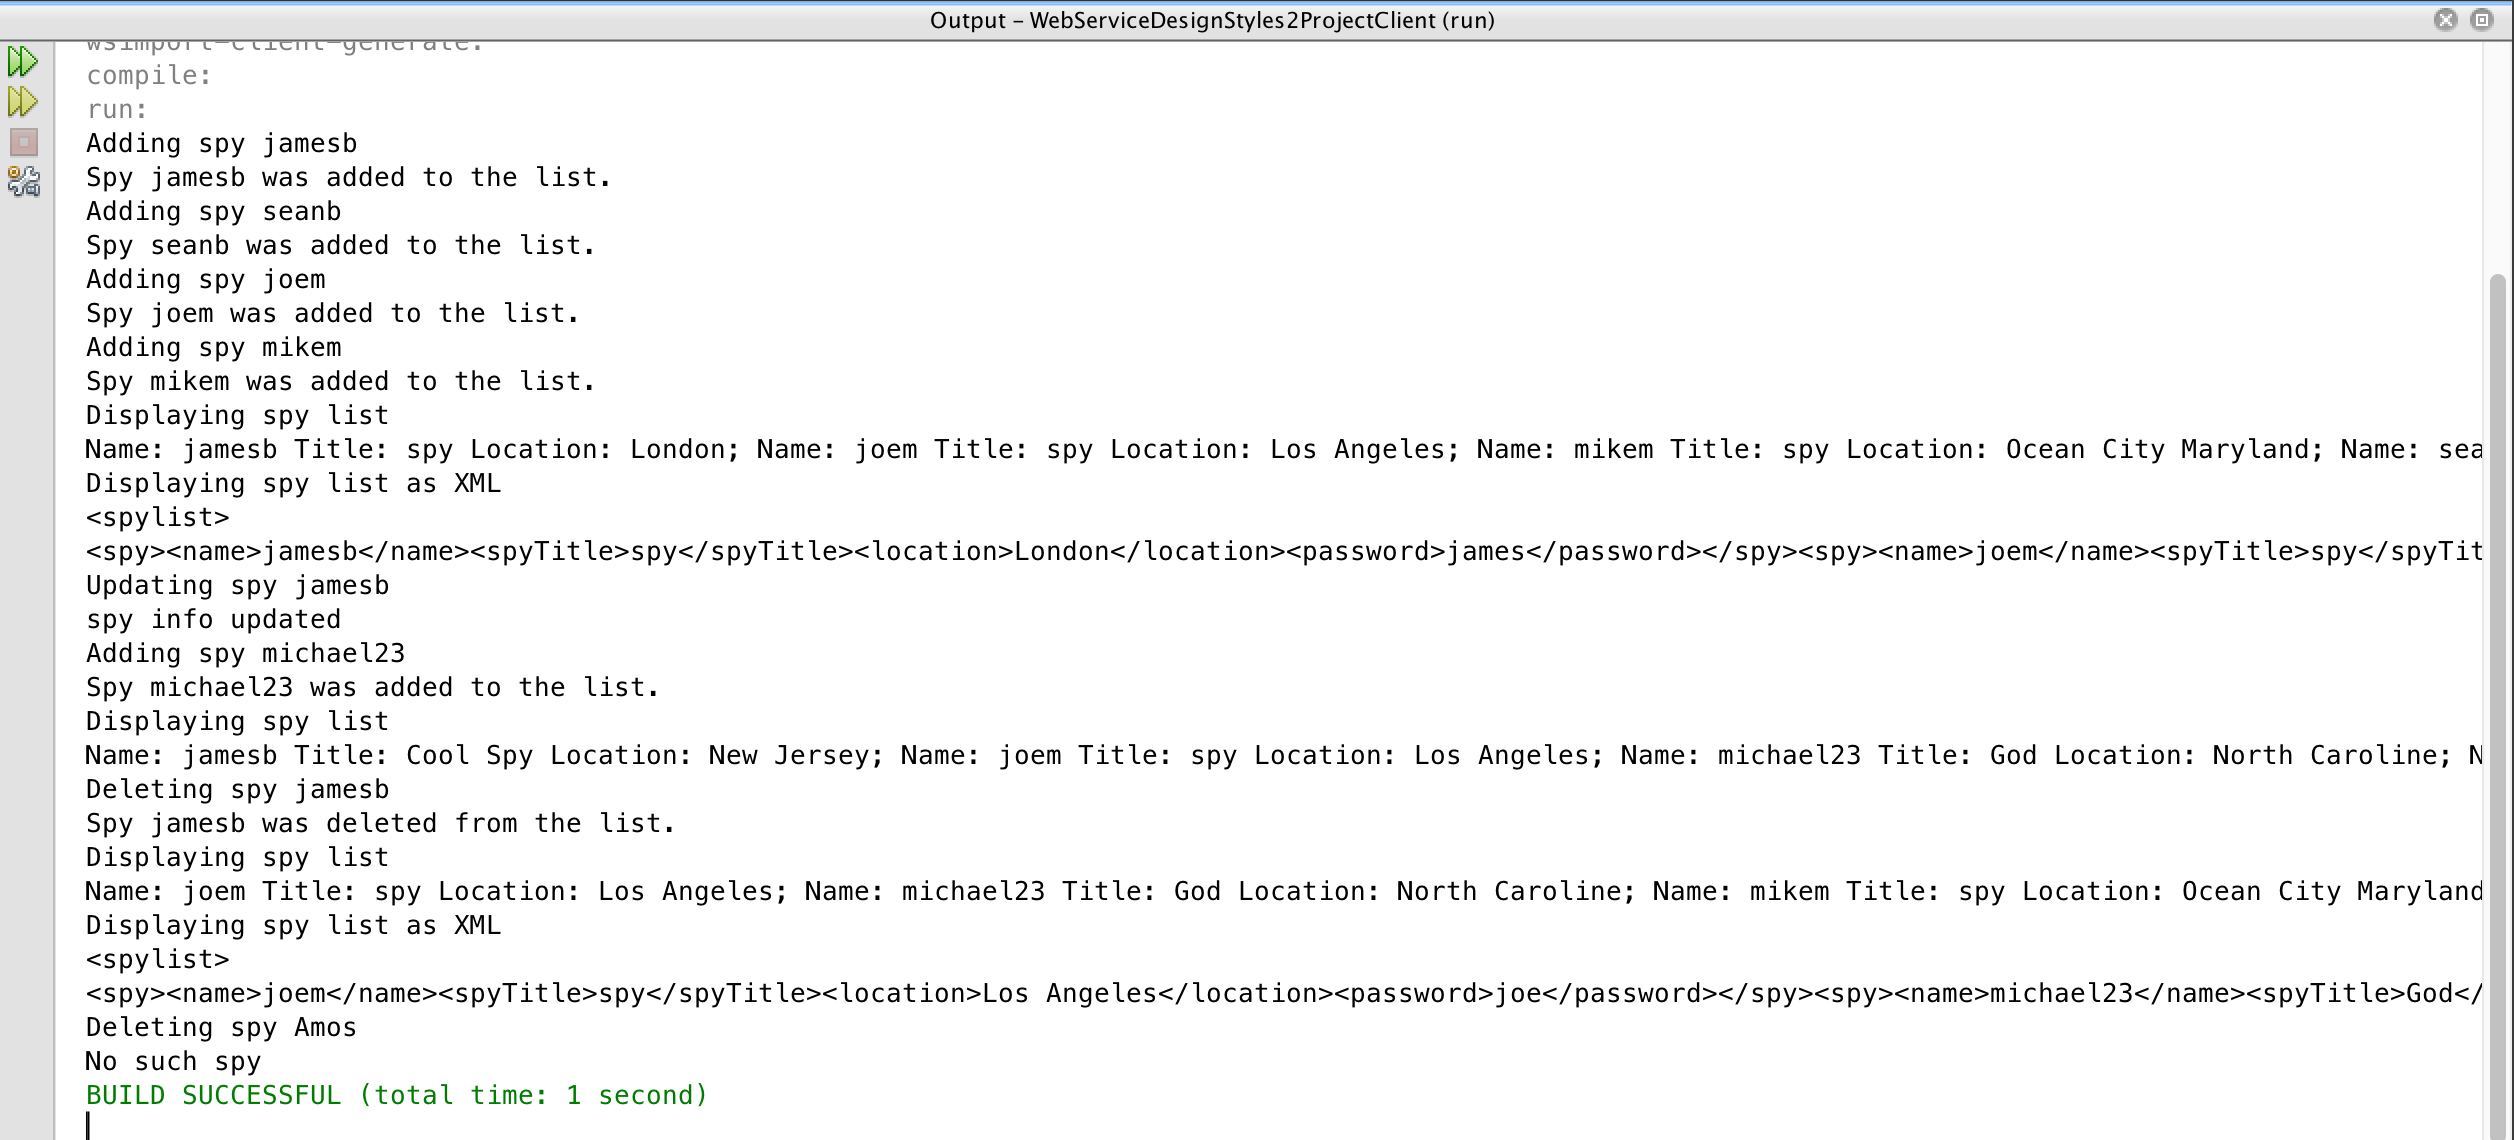 Output – WebServiceDesignStyles2ProjectClient (run)
wsimport-client-generate:
compile:
run:
Adding spy jamesb
Spy jamesb was added to the list.
Adding spy seanb
Spy seanb was added to the list.
Adding spy joem
Spy joem was added to the list.
Adding spy mikem
Spy mikem was added to the list.
Displaying spy list
Name: jamesb Title: spy Location: London; Name: joem Title: spy Location: Los Angeles; Name: mikem Title: spy Location: Ocean City Maryland; Name: sea
Displaying spy list as XML
<spylist>
<spy><name>jamesb</name><spyTitle>spy</spyTitle><location>London</location><password>james</password></spy><spy><name>joem</name><spyTitle>spy</spyTit
Updating spy jamesb
spy info updated
Adding spy michael23
Spy michael23 was added to the list.
Displaying spy list
Name: jamesb Title: Cool Spy Location: New Jersey; Name: joem Title: spy Location: Los Angeles; Name: michael23 Title: God Location: North Caroline; N
Deleting spy jamesb
Spy jamesb was deleted from the list.
Displaying spy list
Name: joem Title: spy Location: Los Angeles; Name: michael23 Title: God Location: North Caroline; Name: mikem Title: spy Location: Ocean City Maryland
Displaying spy list as XML
<spylist>
<spy><name>joem</name><spyTitle>spy</spyTitle><location>Los Angeles</location><password>joe</password></spy><spy><name>michael23</name><spyTitle>God</
Deleting spy Amos
No such spy
BUILD SUCCESSFUL (total time: 1 second)